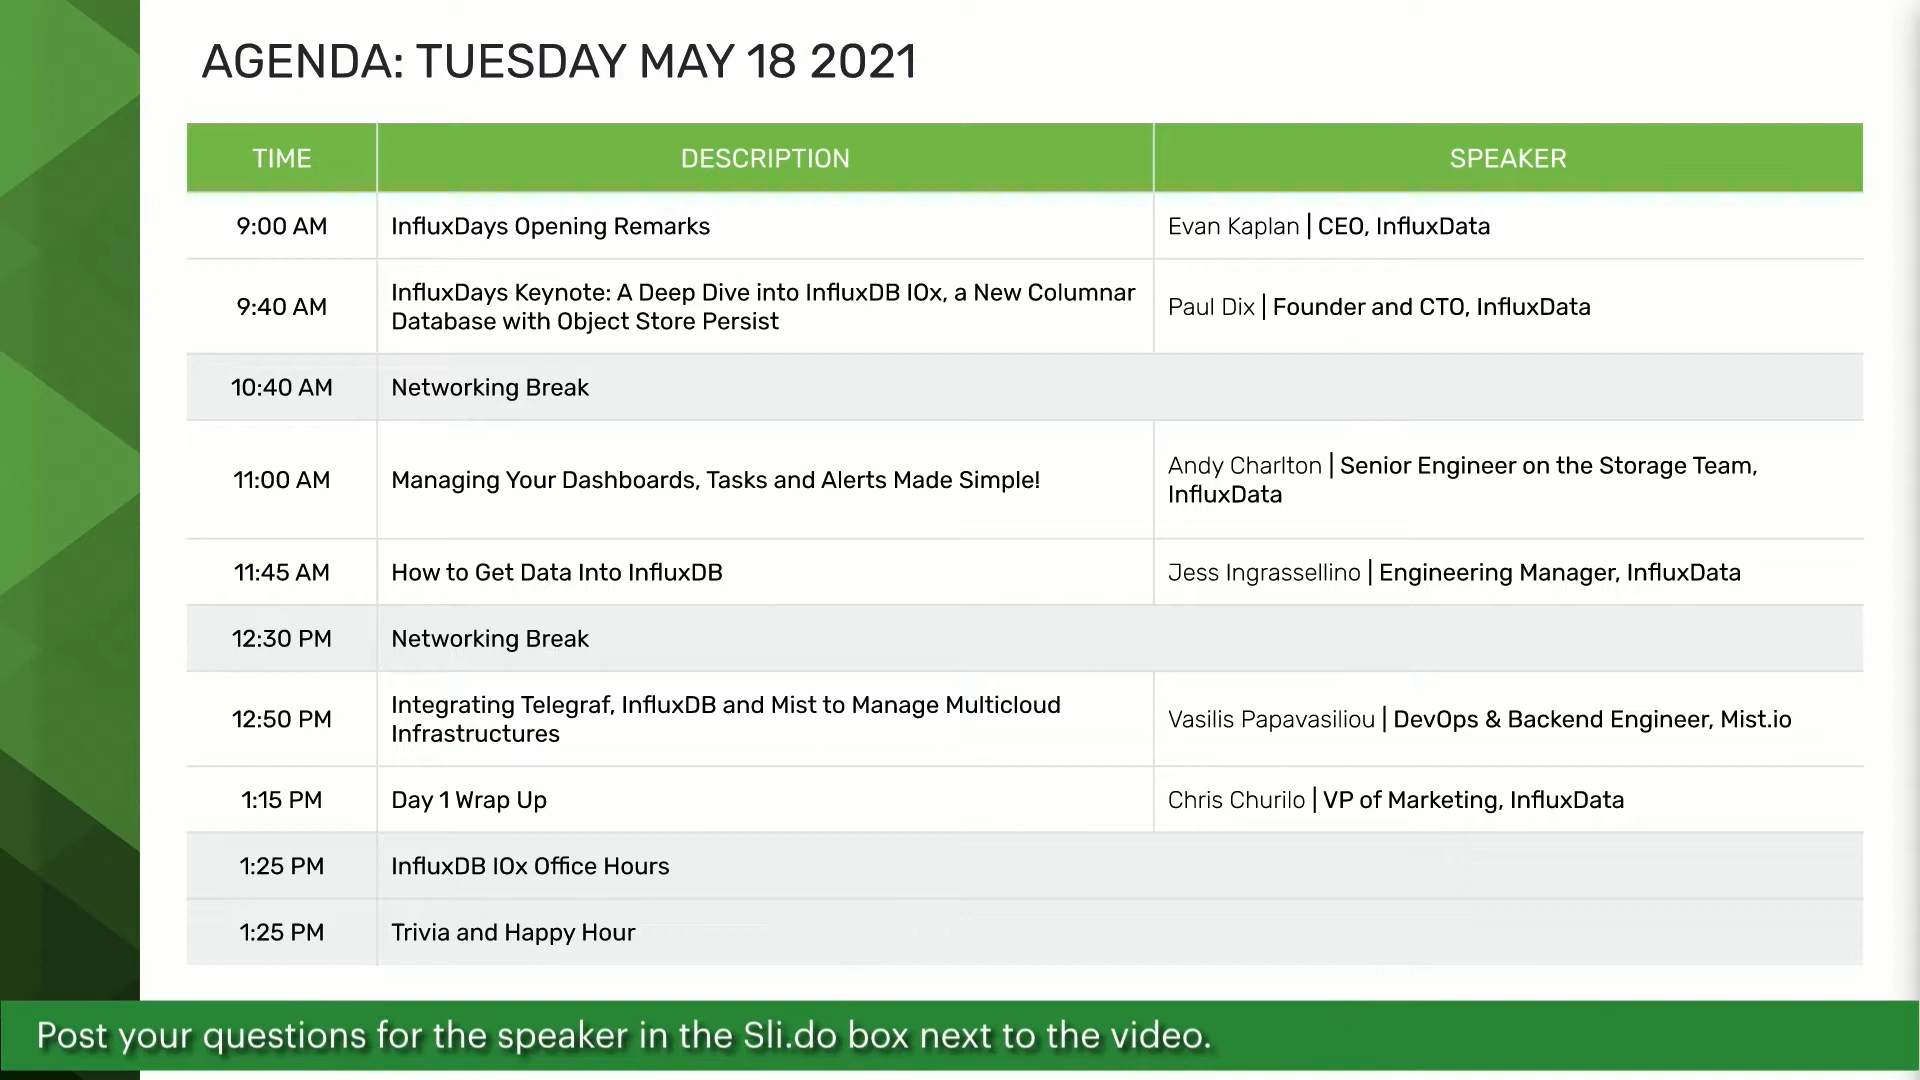 AGENDA: TUESDAY MAY 18 2021
TIME DESCRIPTION SPEAKER
9:00 AM InfluxDays Opening Remarks Evan Kaplan | CEO, InfluxData
9:40 AM InfluxDays Keynote: A Deep Dive into InfluxDB IOx, a New Columnar
Database with Object Store Persist Paul Dix | Founder and CTO, InfluxData
10:40 AM Networking Break
11:00 AM Managing Your Dashboards, Tasks and Alerts Made Simple! Andy Charlton | Senior Engineer on the Storage Team,
InfluxData
11:45 AM How to Get Data Into InfluxDB Jess Ingrassellino | Engineering Manager, InfluxData
12:30 PM Networking Break
12:50 PM Integrating Telegraf, InfluxDB and Mist to Manage Multicloud
Infrastructures Vasilis Papavasiliou | DevOps & Backend Engineer, Mist.io
1:15 PM Day 1 Wrap Up Chris Churilo | VP of Marketing, InfluxData
1:25 PM InfluxDB IOx Office Hours
1:25 PM Trivia and Happy Hour
Post your questions for the speaker in the Sli.do box next to the video.